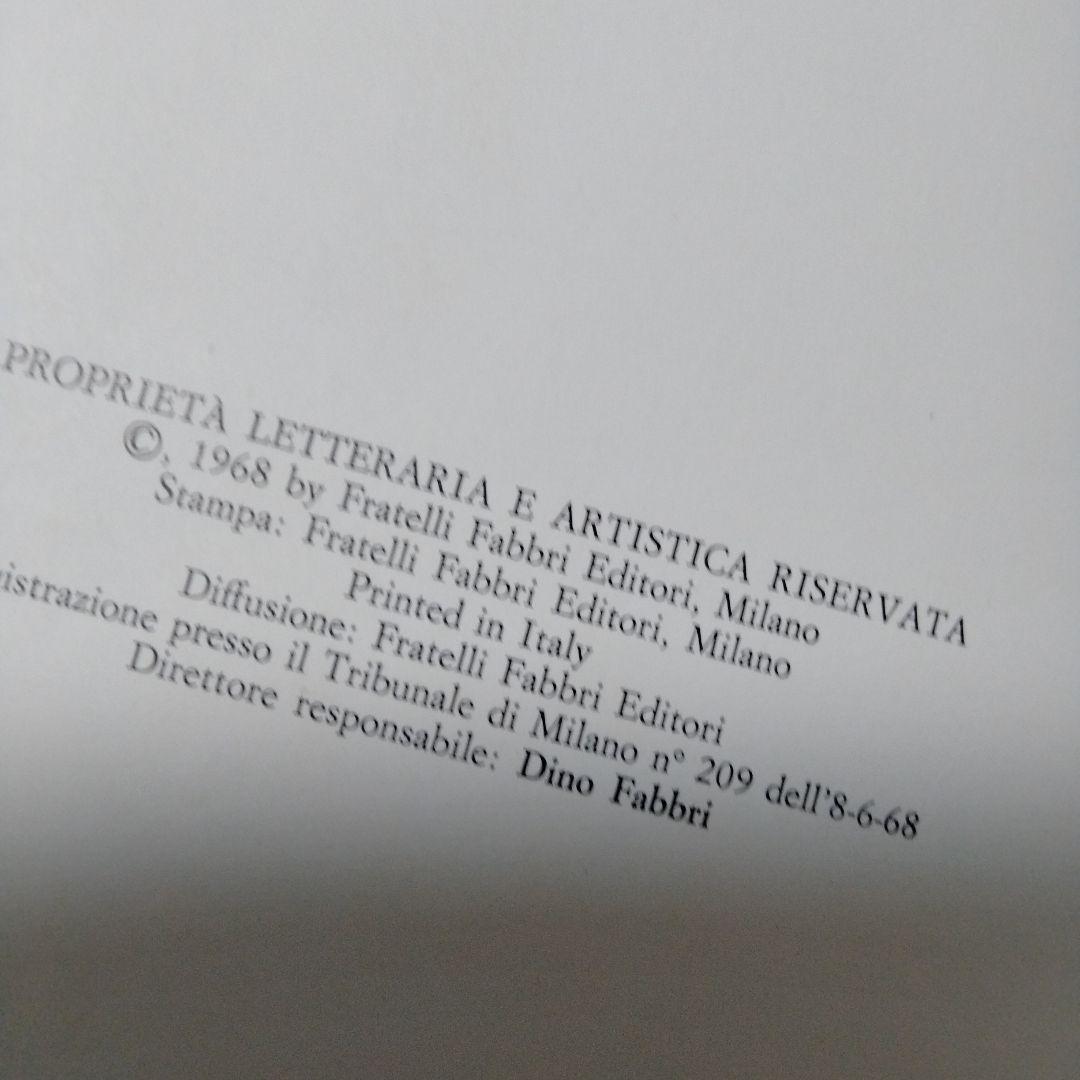 PROPRIETÀ LETTERARIA E ARTISTICA RISERVATA
©, 1968 by Fratelli Fabbri Editori, Milano
Stampa: Fratelli Fabbri Editori, Milano
Printed in Italy
Diffusione: Fratelli Fabbri Editori
istrazione presso il Tribunale di Milano n° 209 dell'8-6-68
Direttore responsabile: Dino Fabbri